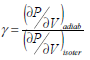 γ = (∂P/∂V)adiab / (∂P/∂V)isoter